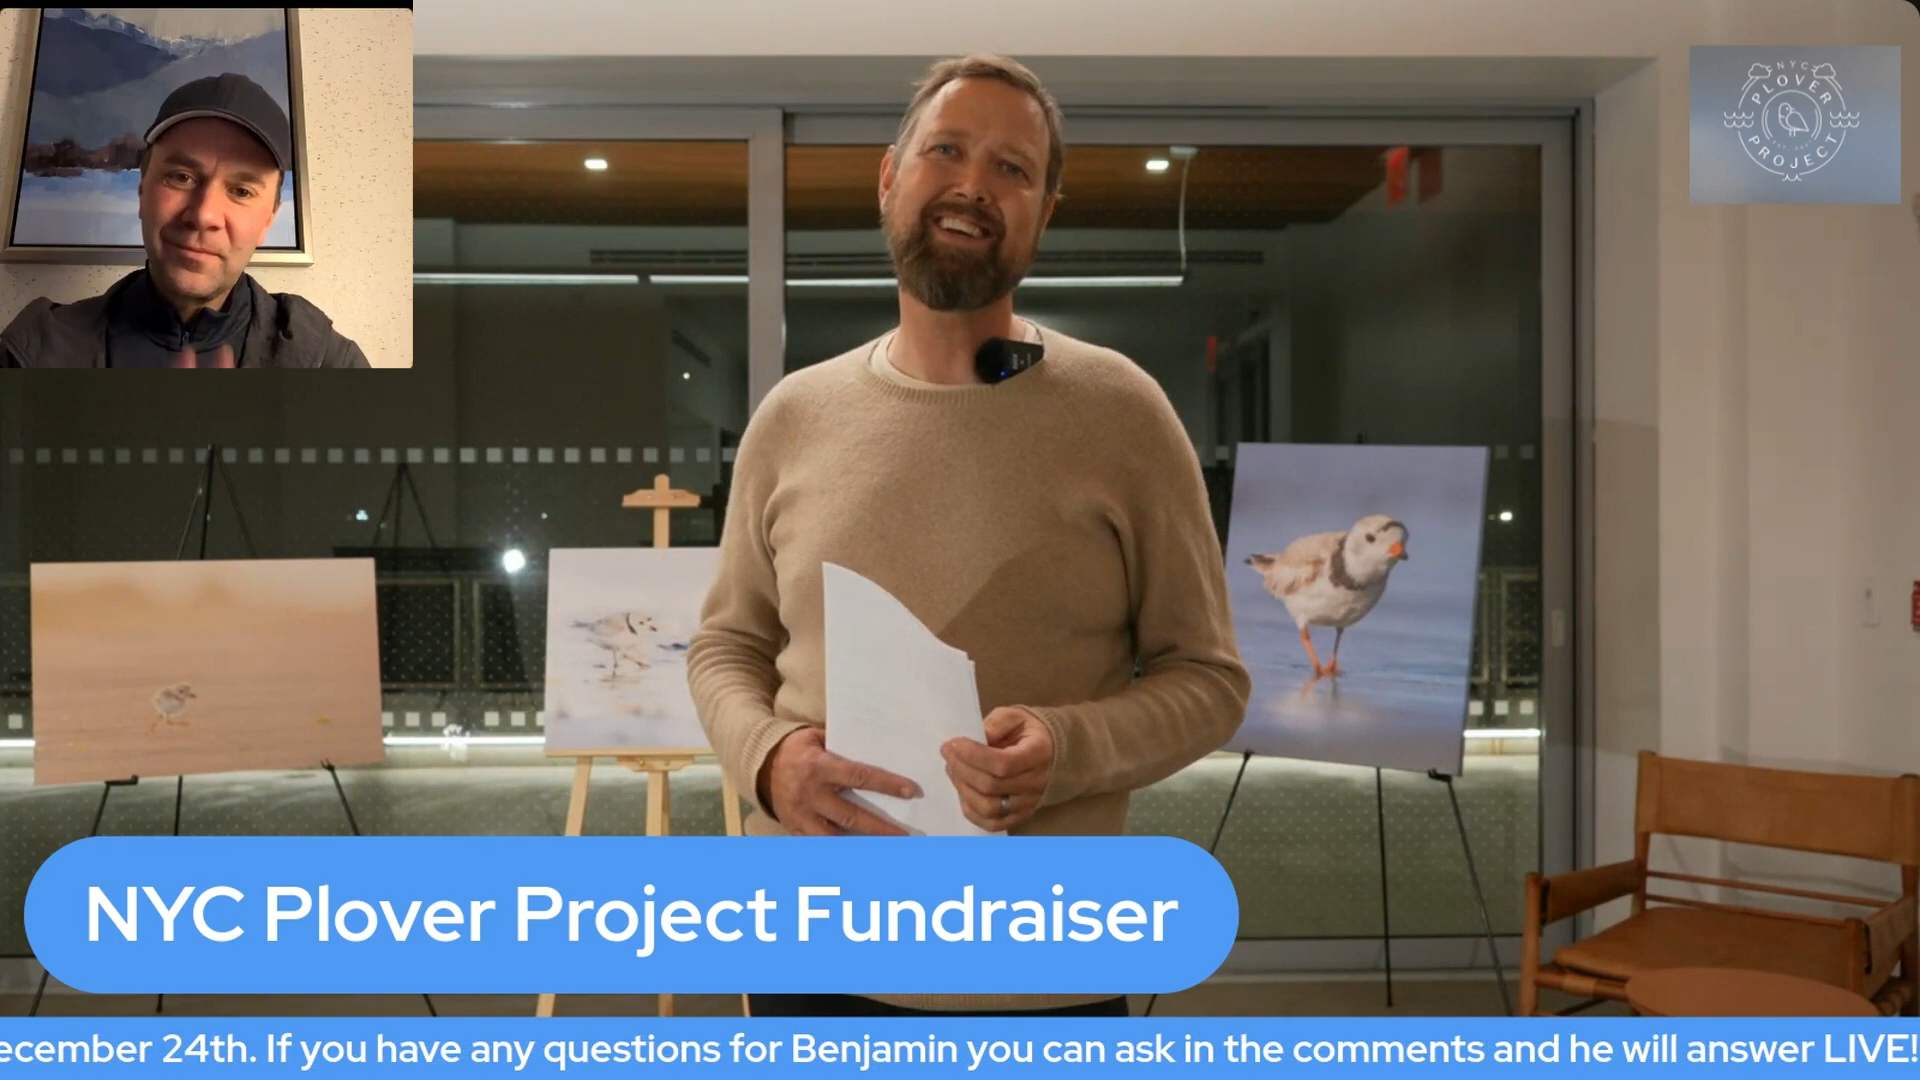 NYC
PLOVER
PROJECT
NYC Plover Project Fundraiser
ecember 24th. If you have any questions for Benjamin you can ask in the comments and he will answer LIVE!